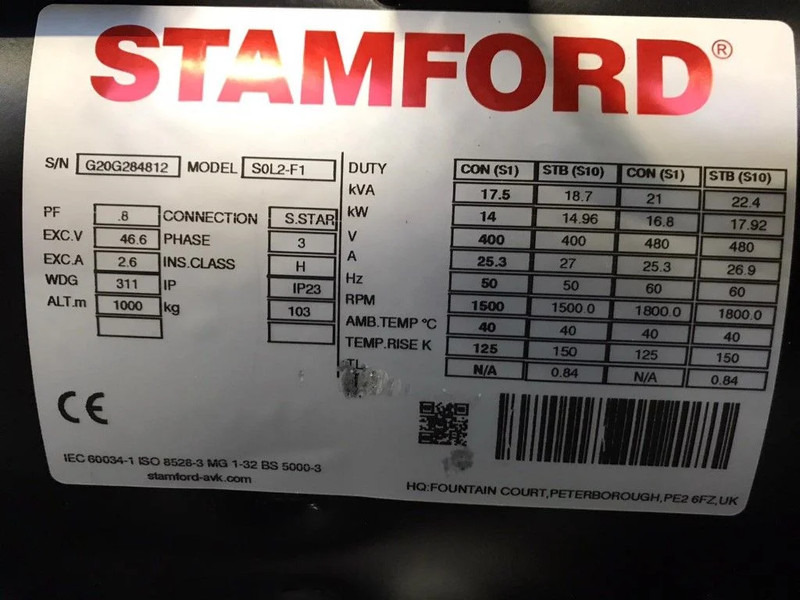 STAMFORD®
S/N G20G284812 MODEL S0L2-F1
PF .8 CONNECTION S.STAR
EXC.V 46.6 PHASE 3
EXC.A 2.6 INS.CLASS H
WDG 311 IP IP23
ALT.m 1000 kg 103
DUTY CON (S1) STB (S10) CON (S1) STB (S10)
kVA 17.5 18.7 21 22.4
kW 14 14.96 16.8 17.92
V 400 400 480 480
A 25.3 27 25.3 26.9
Hz 50 50 60 60
RPM 1500 1500.0 1800.0 1800.0
AMB.TEMP °C 40 40 40 40
TEMP.RISE K 125 150 125 150
TL N/A 0.84 N/A 0.84
CE
IEC 60034-1 ISO 8528-3 MG 1-32 BS 5000-3
stamford-avk.com
HQ:FOUNTAIN COURT,PETERBOROUGH,PE2 6FZ,UK